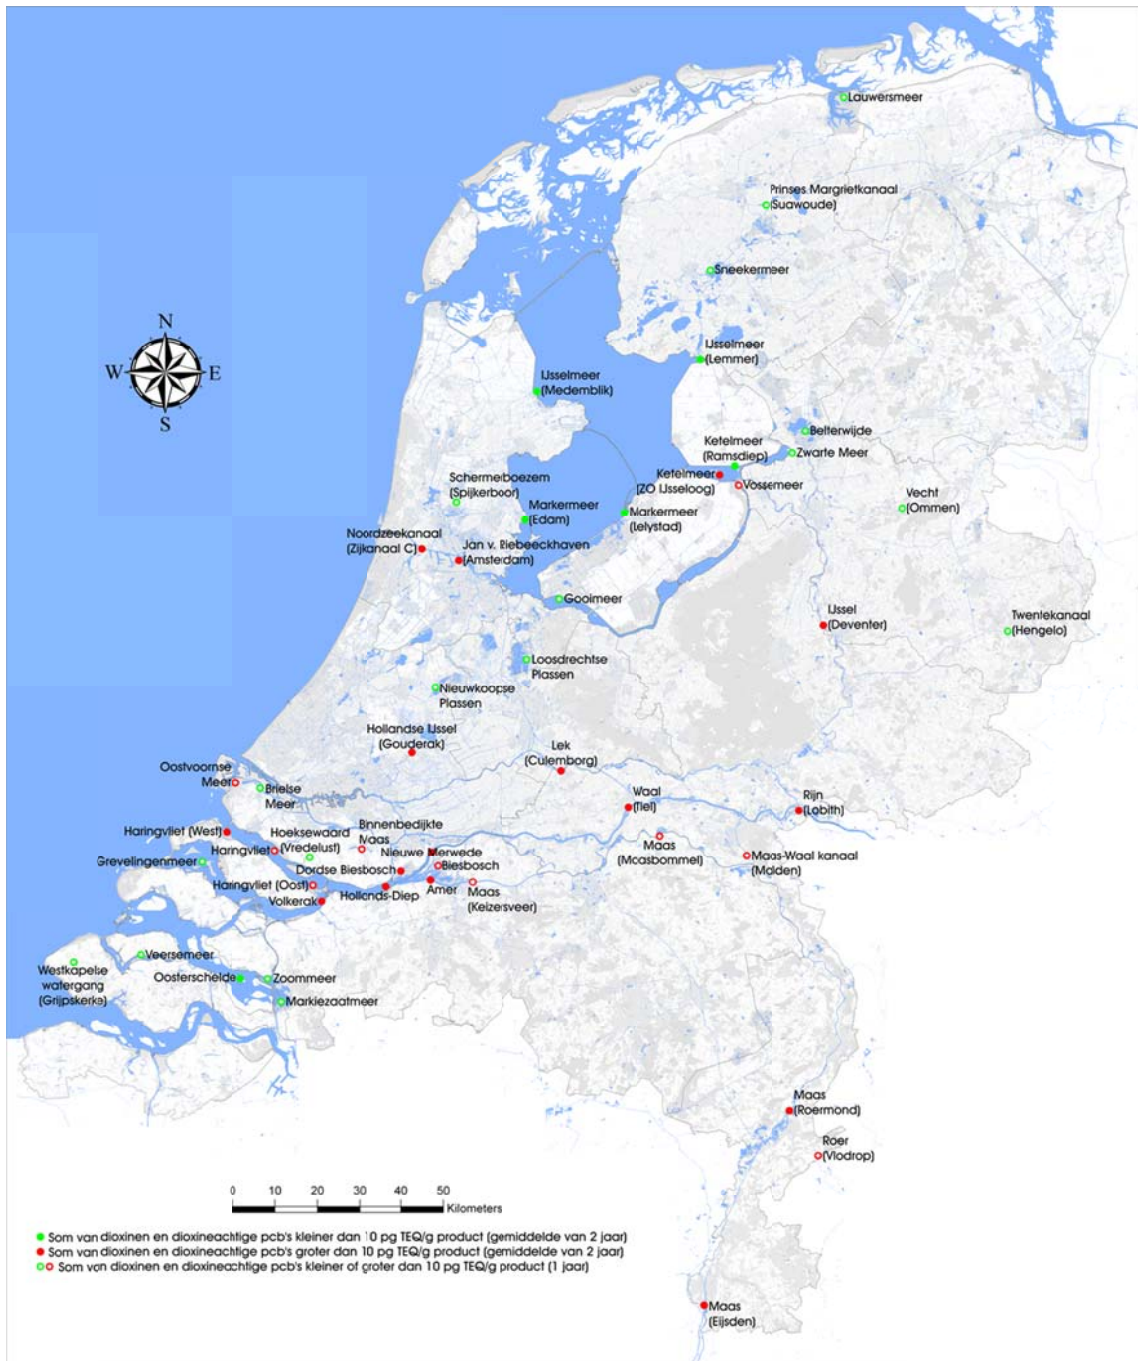 Lauwersmeer
Prinses Margrietkanaal
(Suawoude)
Sneekermeer
IJsselmeer
(Lemmer)
N
W
E
S
IJsselmeer
(Medemblik)
Belterwijde
Ketelmeer
(Ramsdiep)
Zwarte Meer
Ketelmeer
(ZO IJsseloog)
Vossemeer
Schermerboezem
(Spijkerboor)
Vecht
(Ommen)
Markermeer
(Edam)
Markermeer
(Lelystad)
Noordzeekanaal
(Zijkanaal C)
Jan v. Riebeeckhaven
(Amsterdam)
Gooimeer
IJssel
(Deventer)
Twentekanaal
(Hengelo)
Loosdrechtse
Plassen
Nieuwkoopse
Plassen
Hollandse IJssel
(Gouderak)
Lek
(Culemborg)
Oostvoornse
Meer
Brielse
Meer
Waal
(Tiel)
Rijn
(Lobith)
Haringvliet (West)
Hoeksewaard
(Vredelust)
Binnenbedijkte
Maas
Maas
(Maasbommel)
Haringvliet
Nieuwe Merwede
Maas-Waal kanaal
(Malden)
Grevelingenmeer
Dordse Biesbosch
Biesbosch
Haringvliet (Oost)
Hollands-Diep
Amer
Maas
(Keizersveer)
Volkerak
Veersemeer
Westkapelse
watergang
(Grijpskerke)
Oosterschelde
Zoommeer
Markiezaatmeer
Maas
(Roermond)
Roer
(Vlodrop)
0 10 20 30 40 50
Kilometers
Som van dioxinen en dioxineachtige pcb's kleiner dan 10 pg TEQ/g product (gemiddelde van 2 jaar)
Som van dioxinen en dioxineachtige pcb's groter dan 10 pg TEQ/g product (gemiddelde van 2 jaar)
Som van dioxinen en dioxineachtige pcb's kleiner of groter dan 10 pg TEQ/g product (1 jaar)
Maas
(Eijsden)